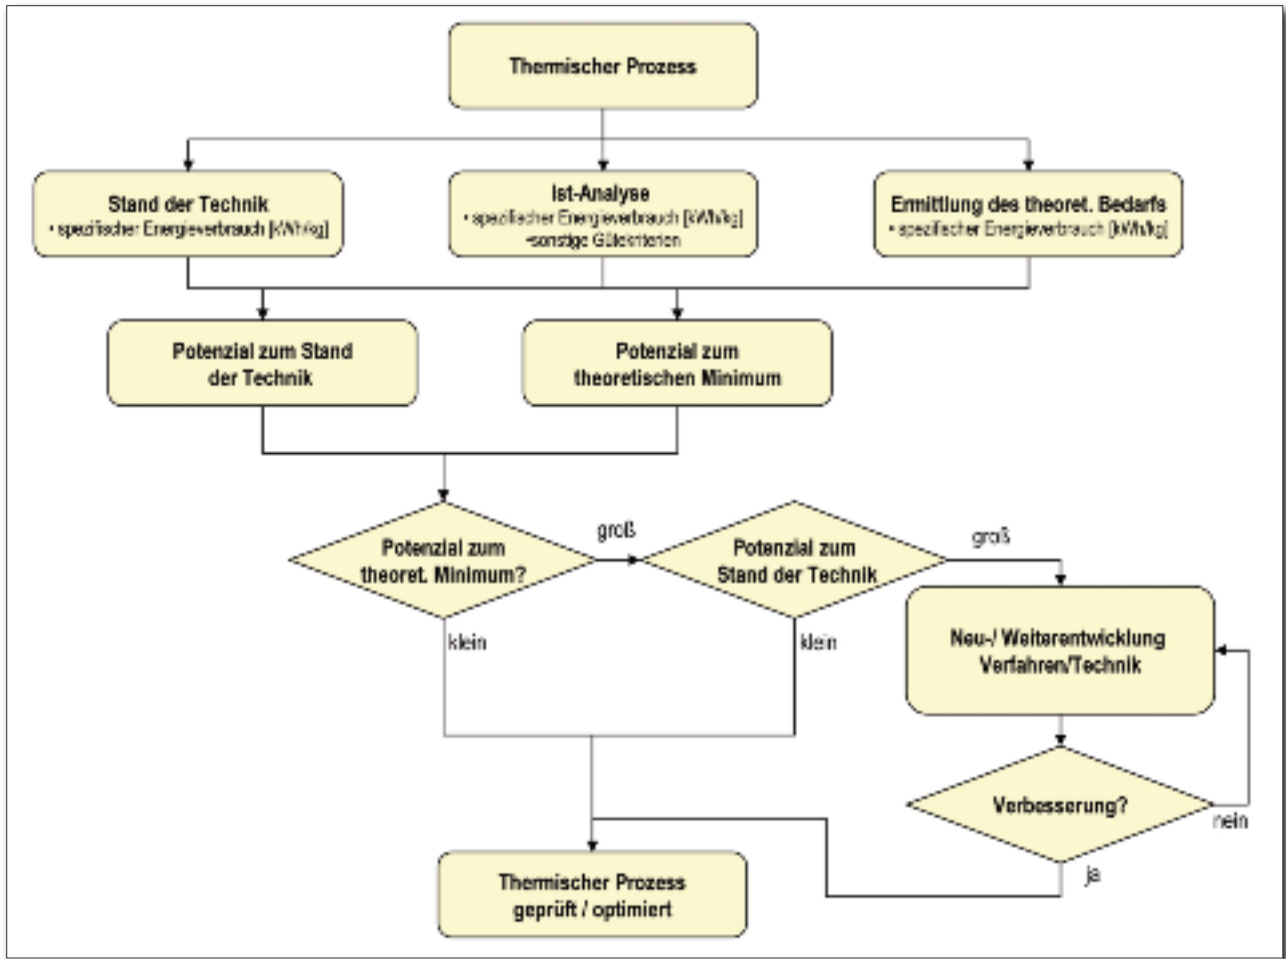 Thermischer Prozess
Stand der Technik
• spezifischer Energieverbrauch [kWh/kg]
Ist-Analyse
• spezifischer Energieverbrauch [kWh/kg]
•sonstige Gütekriterien
Ermittlung des theoret. Bedarfs
• spezifischer Energieverbrauch [kWh/kg]
Potenzial zum Stand
der Technik
Potenzial zum
theoretischen Minimum
Potenzial zum
theoret. Minimum?
groß
Potenzial zum
Stand der Technik
groß
klein
klein
Neu-/ Weiterentwicklung
Verfahren/Technik
Verbesserung?
nein
ja
Thermischer Prozess
geprüft / optimiert